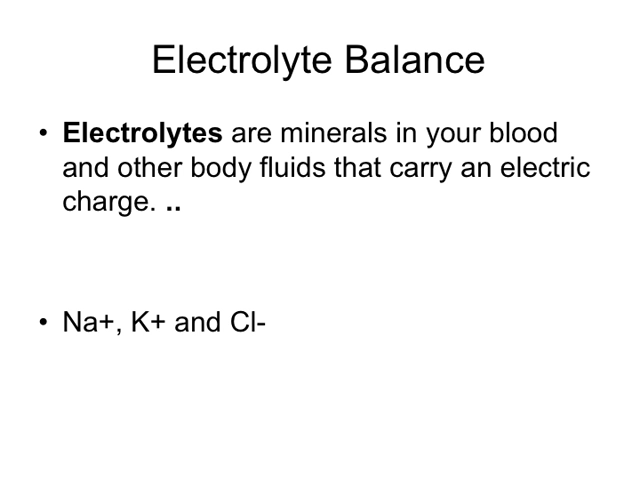 Electrolyte Balance
• Electrolytes are minerals in your blood
and other body fluids that carry an electric
charge. ..
• Na+, K+ and Cl-